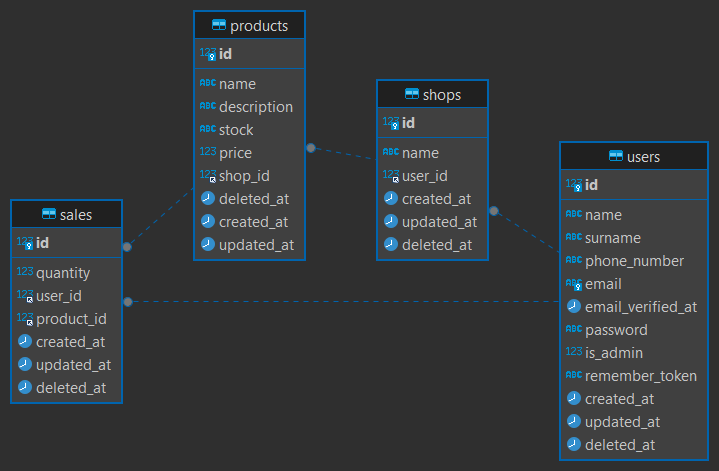 products
123 id
ABC name
ABC description
ABC stock
123 price
123 shop_id
deleted_at
created_at
updated_at
shops
123 id
ABC name
123 user_id
created_at
updated_at
deleted_at
users
123 id
ABC name
ABC surname
ABC phone_number
ABC email
email_verified_at
ABC password
123 is_admin
ABC remember_token
created_at
updated_at
deleted_at
sales
123 id
123 quantity
123 user_id
123 product_id
created_at
updated_at
deleted_at